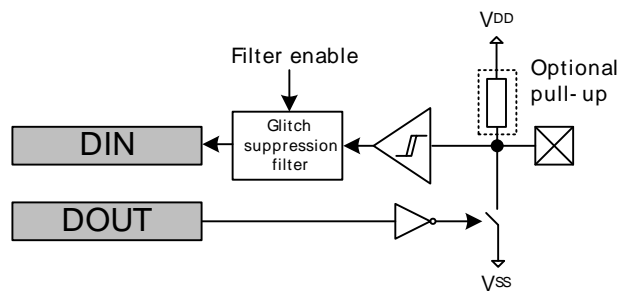 VDD
Filter enable
Optional
pull-up
Glitch
suppression
filter
DIN
DOUT
VSS